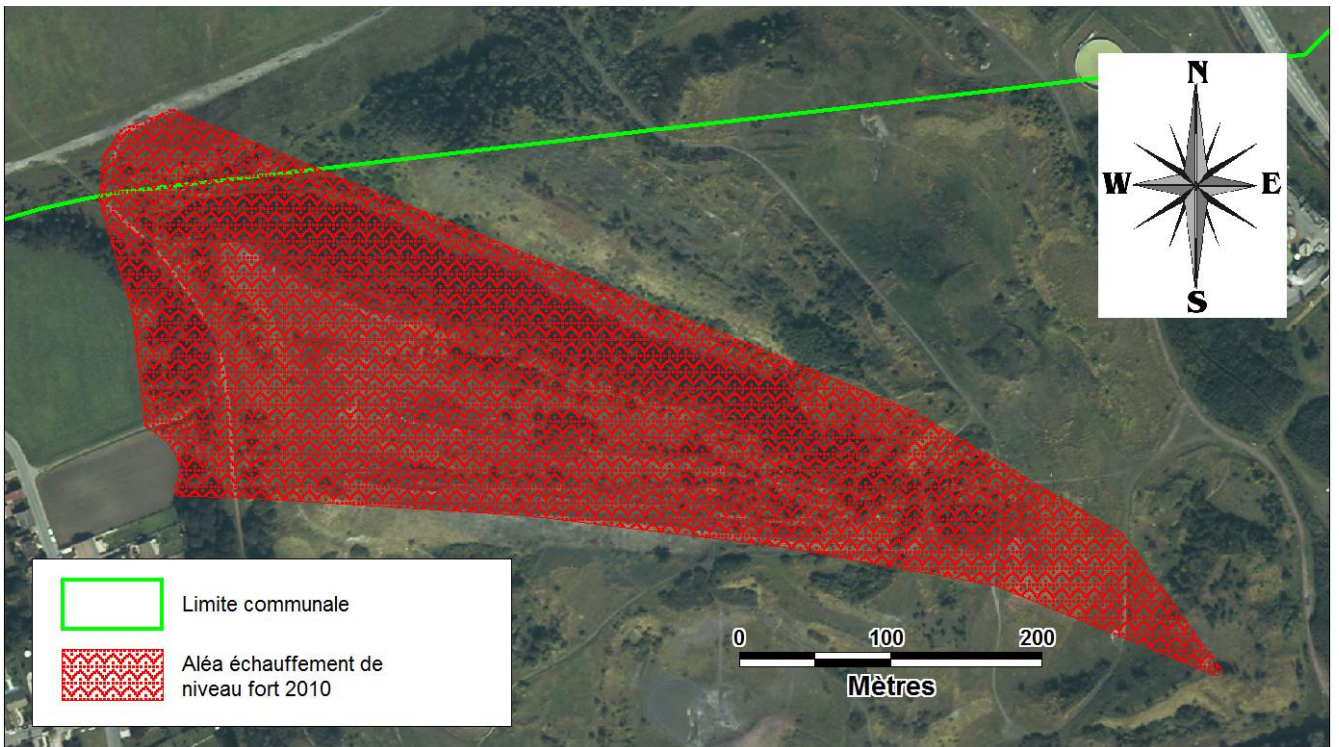 N
W E
S
Limite communale
Aléa échauffement de
niveau fort 2010
0 100 200
Mètres